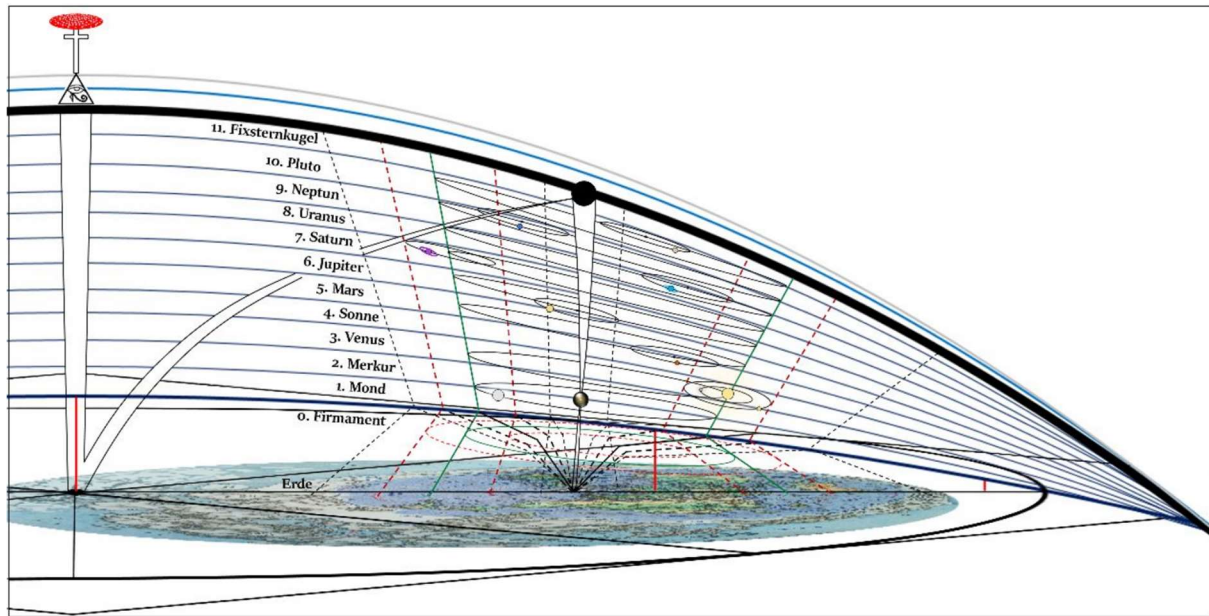 11. Fixsternkugel
10. Pluto
9. Neptun
8. Uranus
7. Saturn
6. Jupiter
5. Mars
4. Sonne
3. Venus
2. Merkur
1. Mond
0. Firmament
Erde